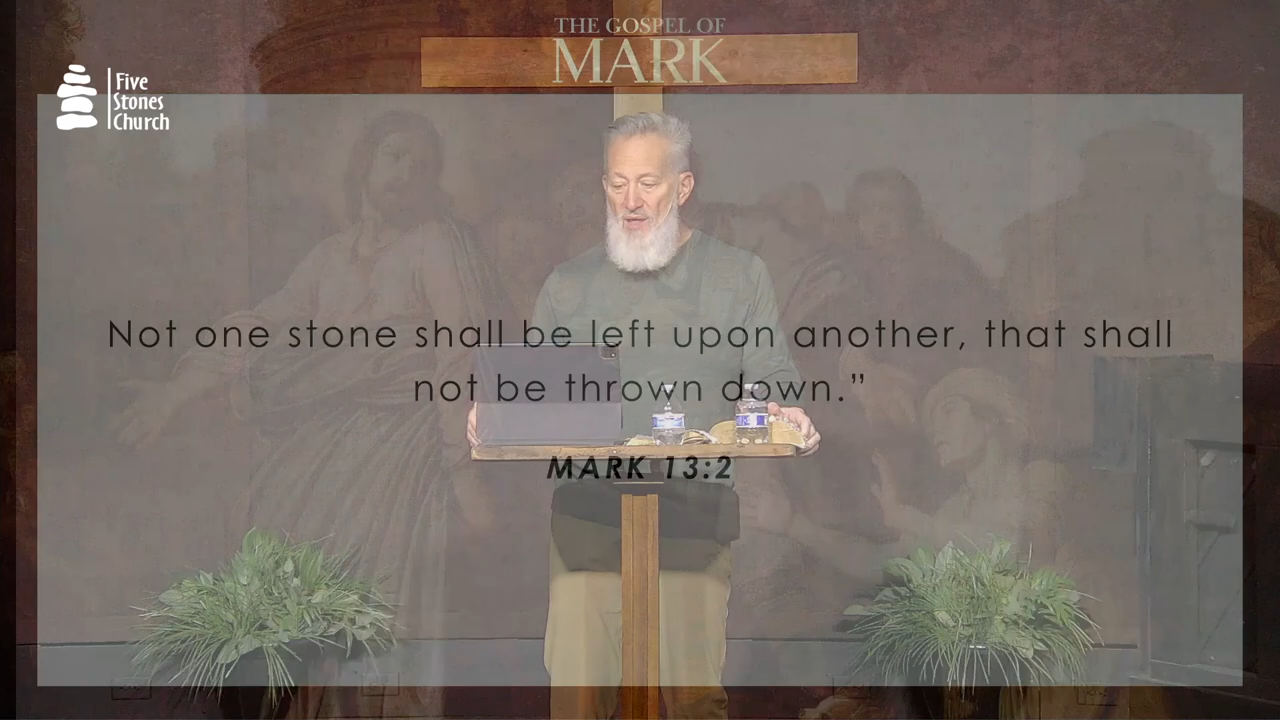 THE GOSPEL OF
MARK
Five
Stones
Church
Not one stone shall be left upon another, that shall
not be thrown down.”
MARK 13:2